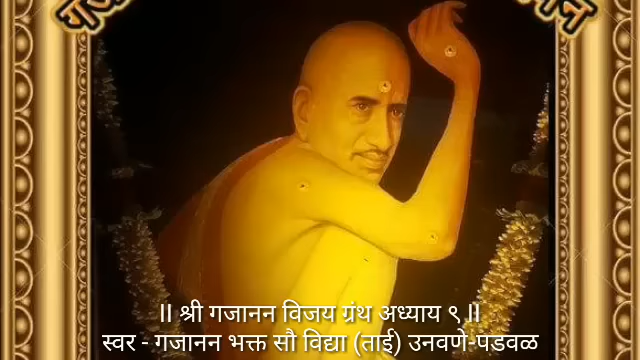 ॥ श्री गजानन विजय ग्रंथ अध्याय ९ ॥
स्वर - गजानन भक्त सौ विद्या (ताई) उनवणे-पडवळ